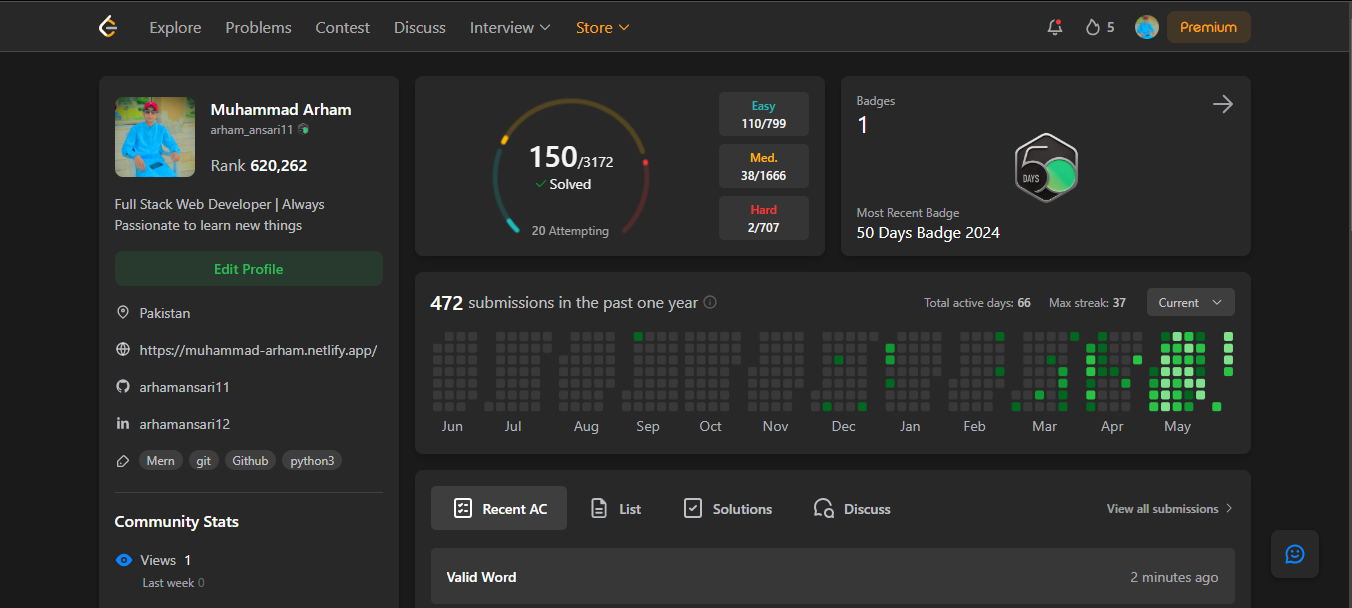 Explore Problems Contest Discuss Interview Store 5 Premium
Muhammad Arham
arham_ansari11
Rank 620,262
Full Stack Web Developer | Always
Passionate to learn new things
Edit Profile
Pakistan
https://muhammad-arham.netlify.app/
arhamansari11
in arhamansari12
Mern git Github python3
Community Stats
Views 1
Last week 0
150/3172
Solved
20 Attempting
Easy
110/799
Med.
38/1666
Hard
2/707
Badges
1
50
DAYS
Most Recent Badge
50 Days Badge 2024
472 submissions in the past one year
Total active days: 66 Max streak: 37 Current
Jun Jul Aug Sep Oct Nov Dec Jan Feb Mar Apr May
Recent AC List Solutions Discuss View all submissions
Valid Word 2 minutes ago